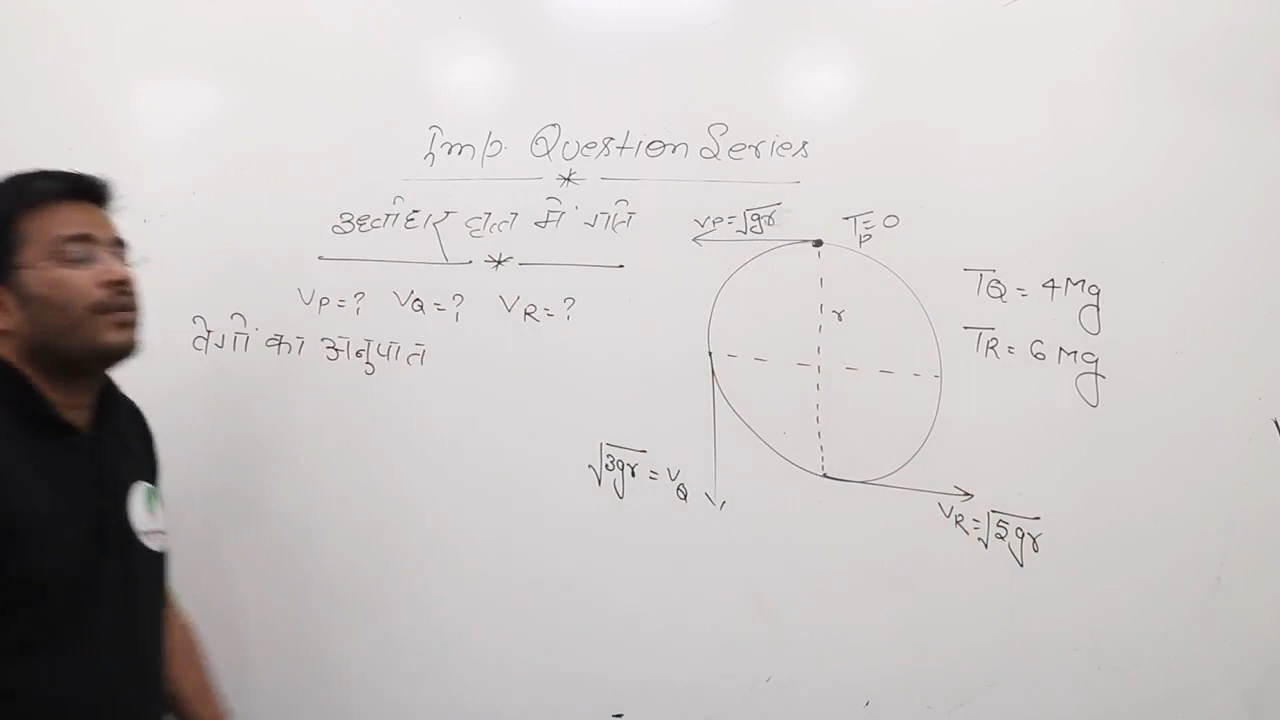 Imp. Question Series
उर्ध्वाधर वृत्त में गति
VP=? VQ=? VR=?
वेगों का अनुपात
VP=√gr
TP=0
r
TQ=4Mg
TR=6Mg
√3gr=VQ
VR=√5gr